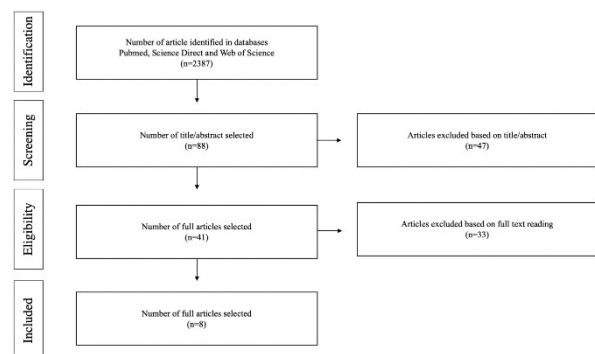 Identification
Number of article identified in databases
Pubmed, Science Direct and Web of Science
(n=2387)
Screening
Number of title/abstract selected
(n=88)
Articles excluded based on title/abstract
(n=47)
Eligibility
Number of full articles selected
(n=41)
Articles excluded based on full text reading
(n=33)
Included
Number of full articles selected
(n=8)